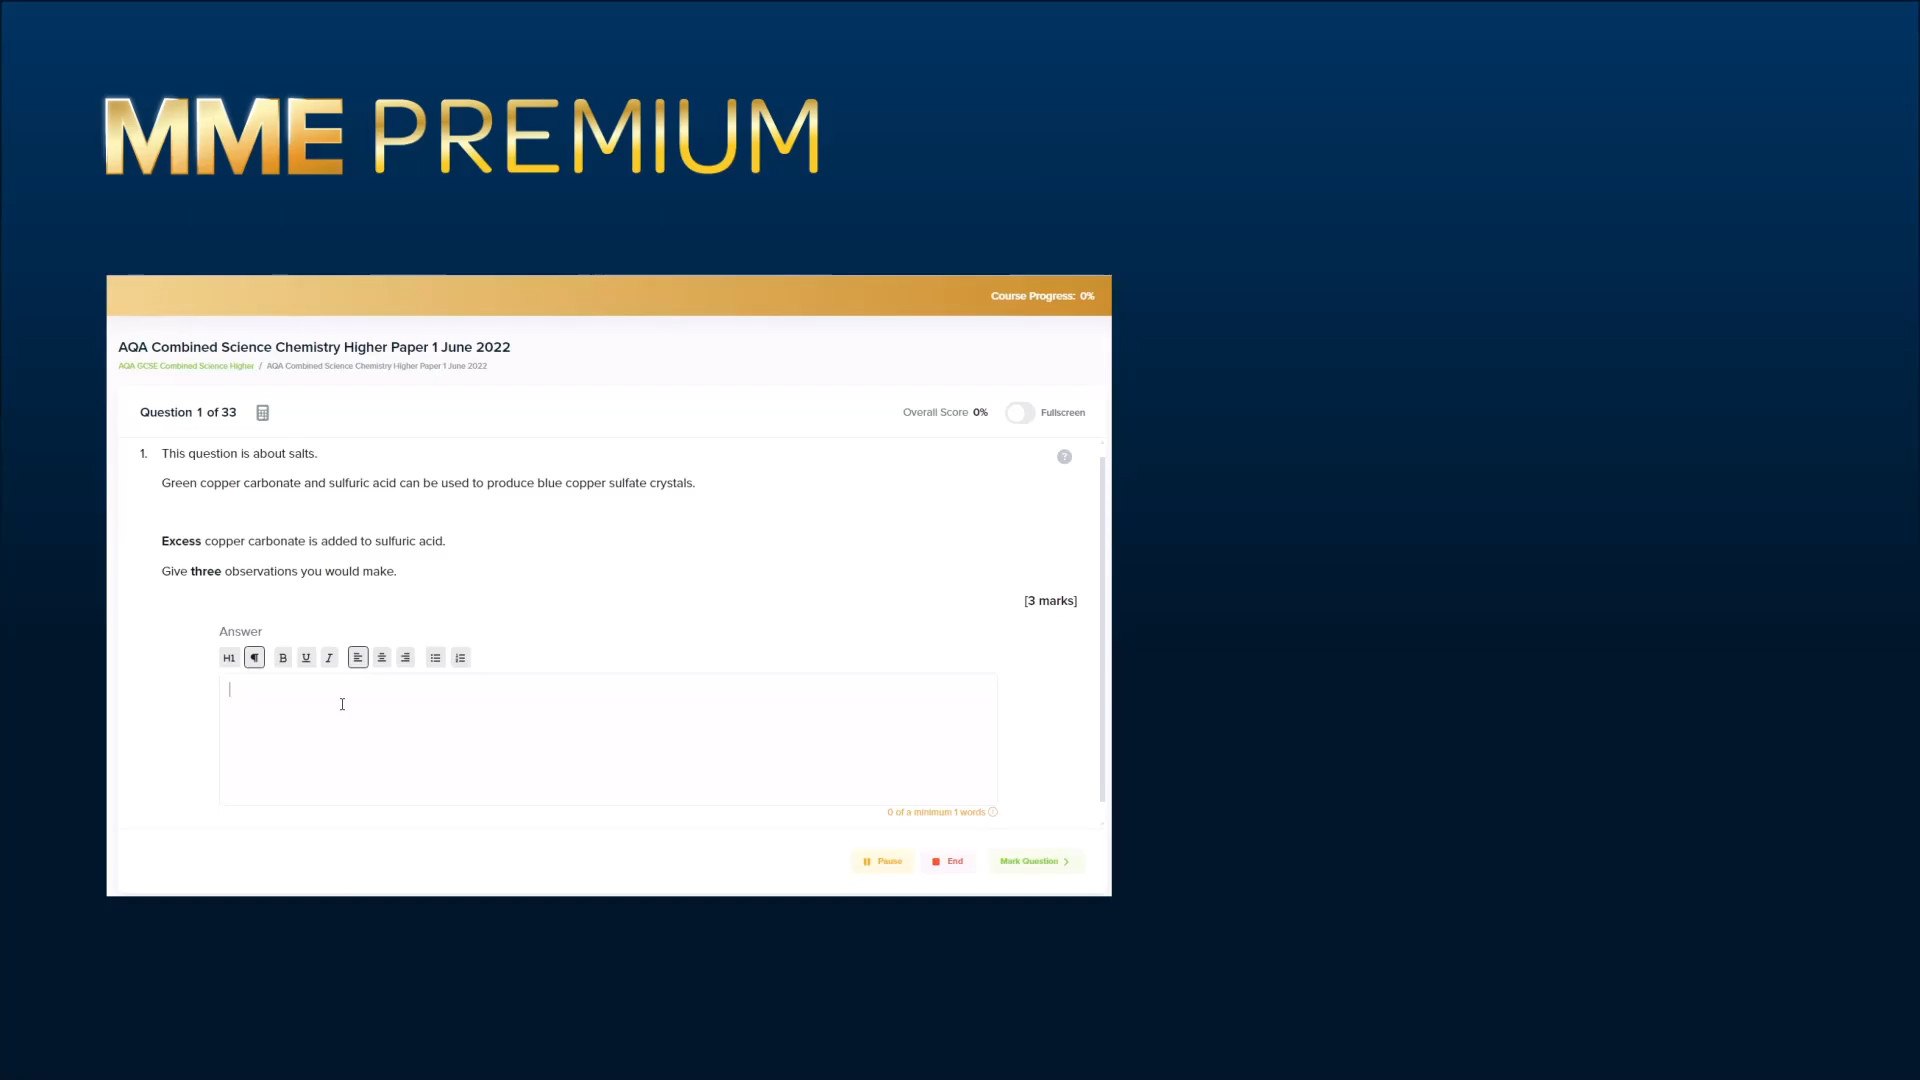 MME PREMIUM
Course Progress: 0%
AQA Combined Science Chemistry Higher Paper 1 June 2022
AQA GCSE Combined Science Higher / AQA Combined Science Chemistry Higher Paper 1 June 2022
Question 1 of 33
Overall Score 0% Fullscreen
1. This question is about salts.
?
Green copper carbonate and sulfuric acid can be used to produce blue copper sulfate crystals.
Excess copper carbonate is added to sulfuric acid.
Give three observations you would make.
[3 marks]
Answer
H1 ¶ B U I
0 of a minimum 1 words
Pause End Mark Question